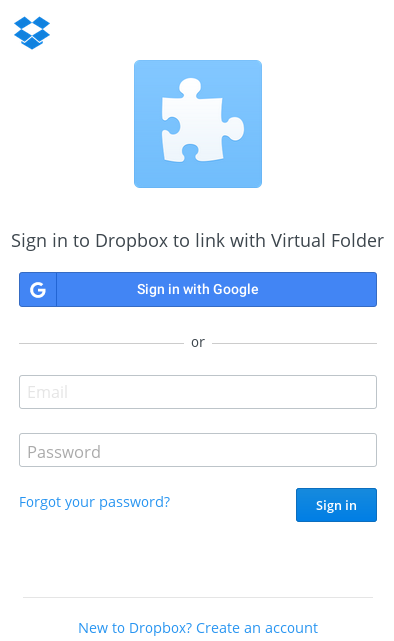 Sign in to Dropbox to link with Virtual Folder
G
Sign in with Google
or
Email
Password
Forgot your password?
Sign in
New to Dropbox? Create an account